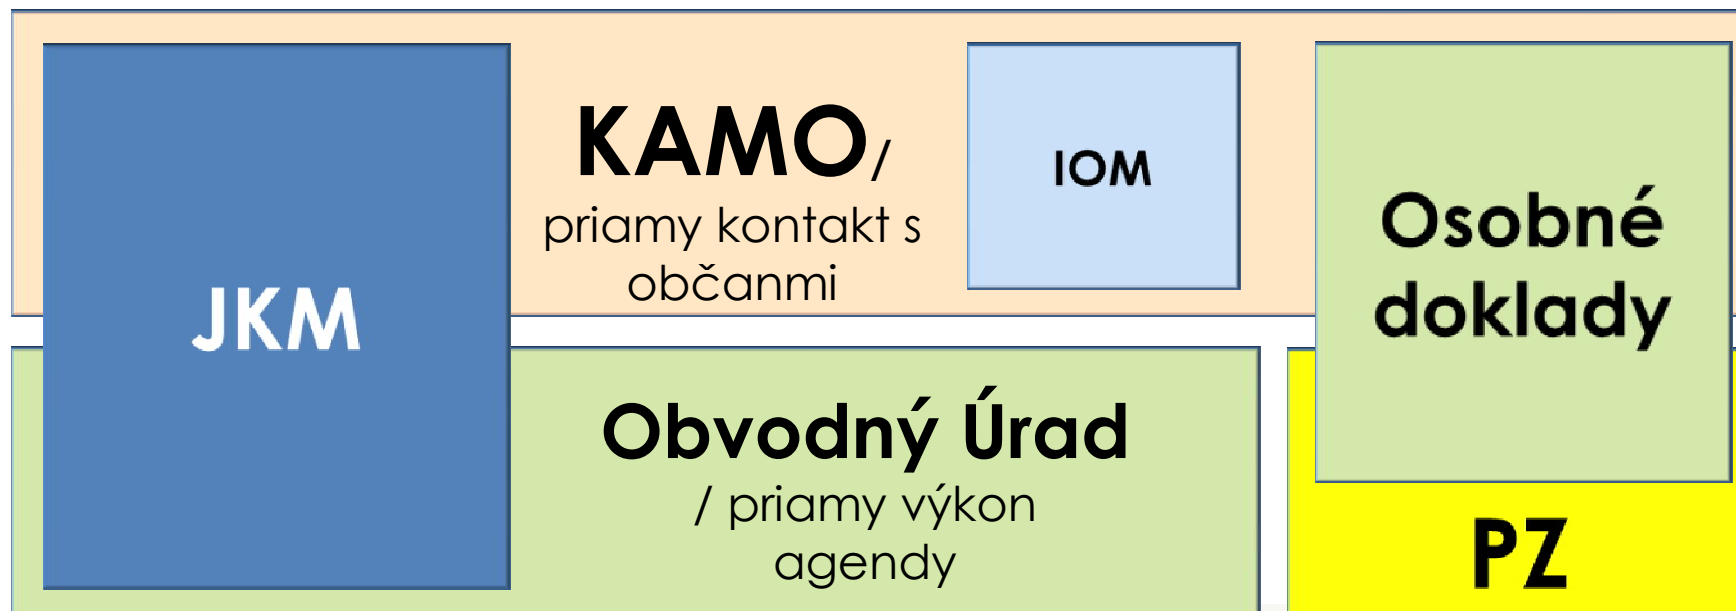 JKM
KAMO/
priamy kontakt s
občanmi
IOM
Osobné
doklady
Obvodný Úrad
/ priamy výkon
agendy
PZ